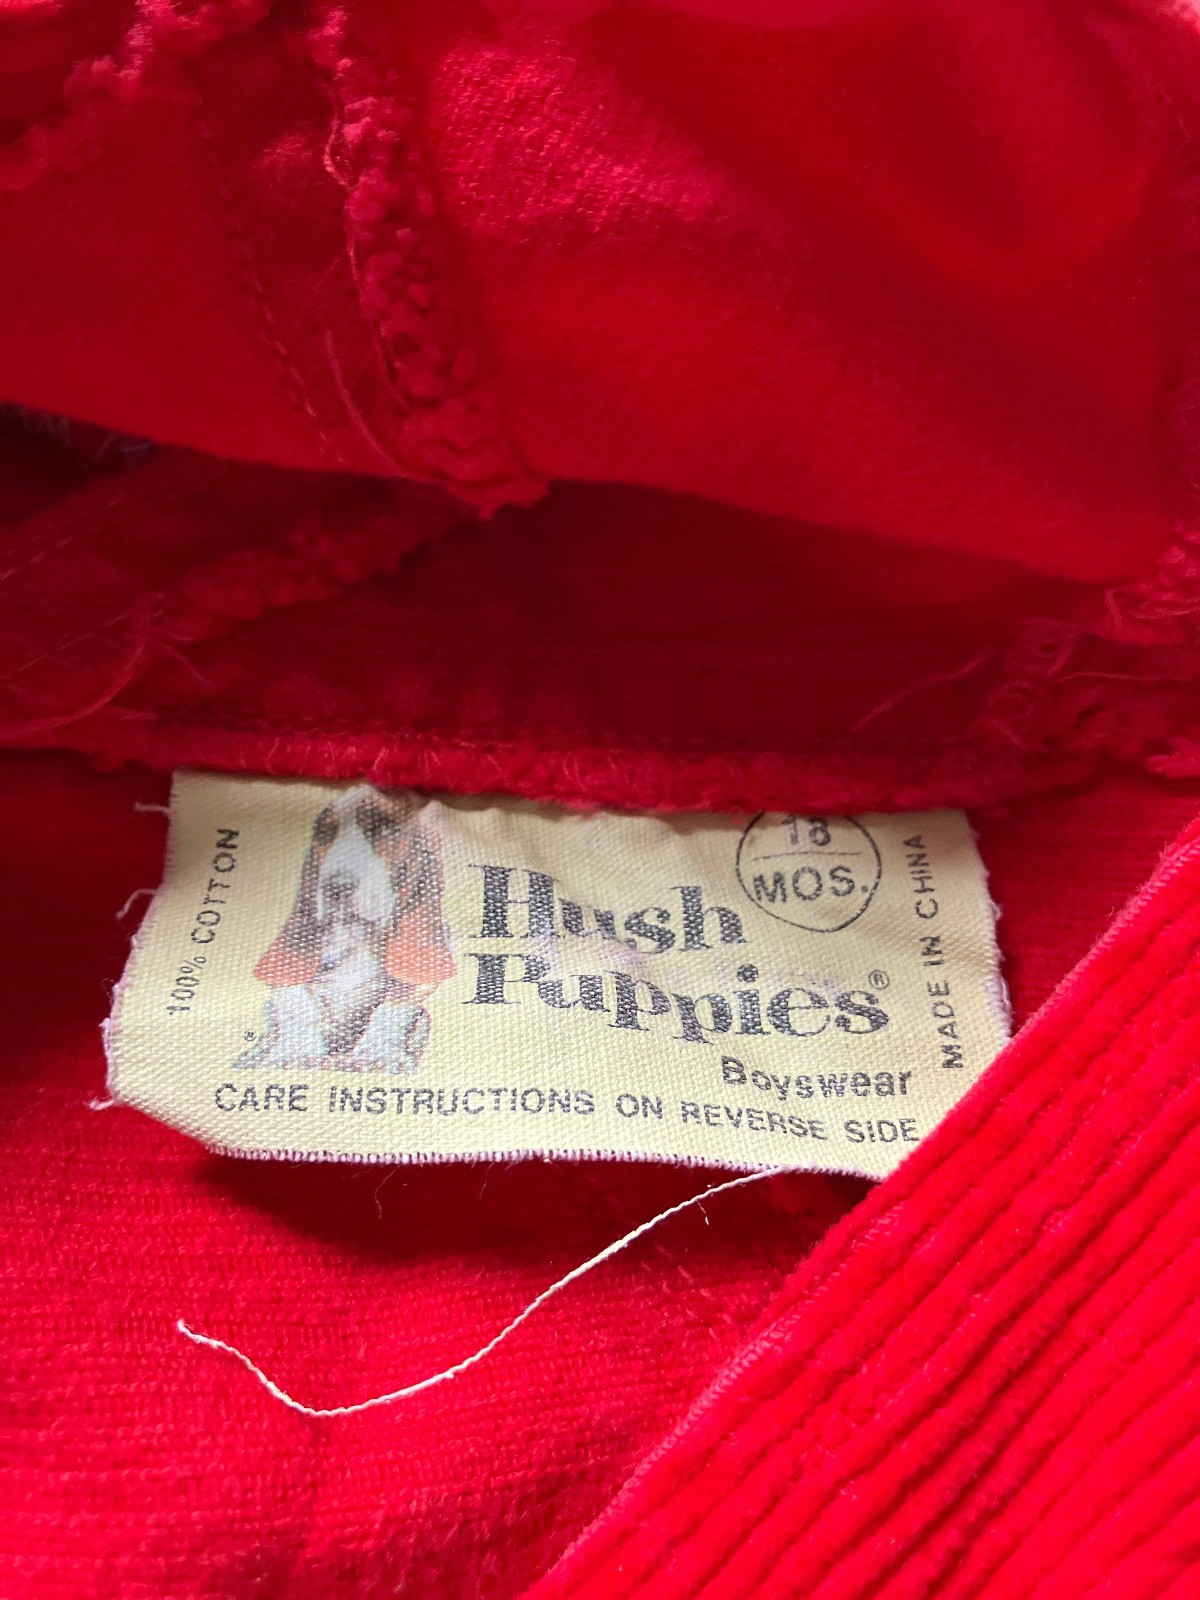 100% COTTON
18
MOS.
Hush
Puppies®
Boyswear
MADE IN CHINA
CARE INSTRUCTIONS ON REVERSE SIDE